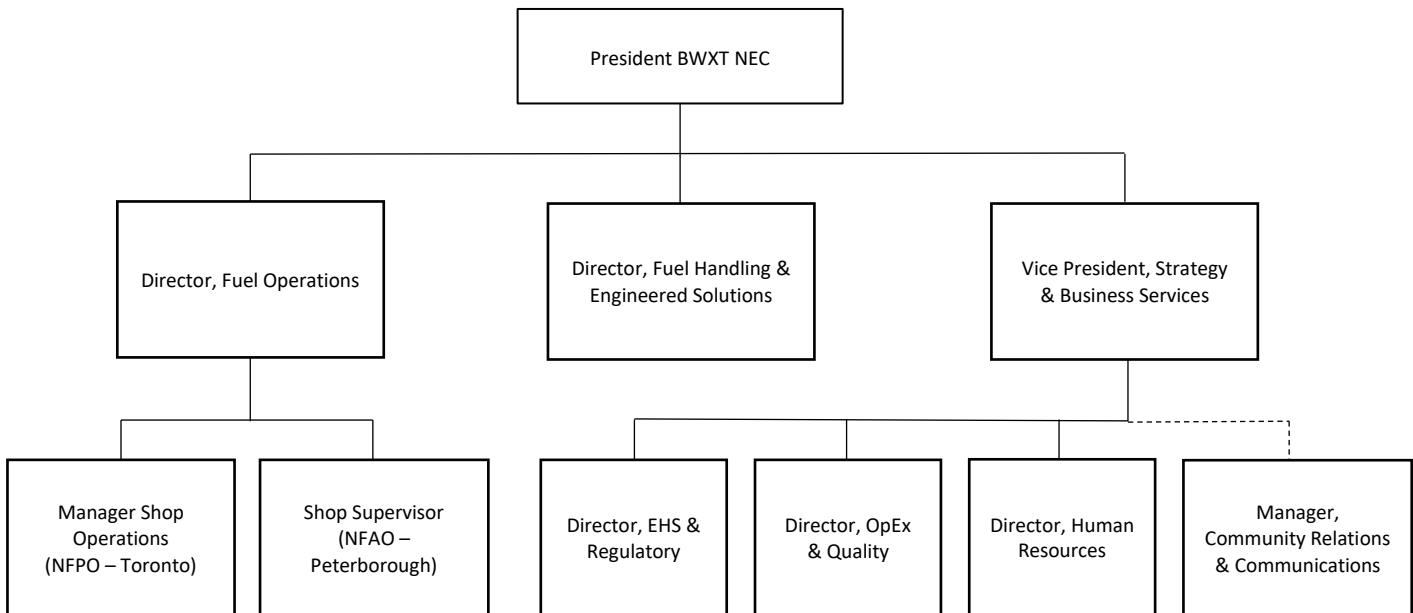 President BWXT NEC
Director, Fuel Operations
Director, Fuel Handling &
Engineered Solutions
Vice President, Strategy
& Business Services
Manager Shop
Operations
(NFPO – Toronto)
Shop Supervisor
(NFAO –
Peterborough)
Director, EHS &
Regulatory
Director, OpEx
& Quality
Director, Human
Resources
Manager,
Community Relations
& Communications